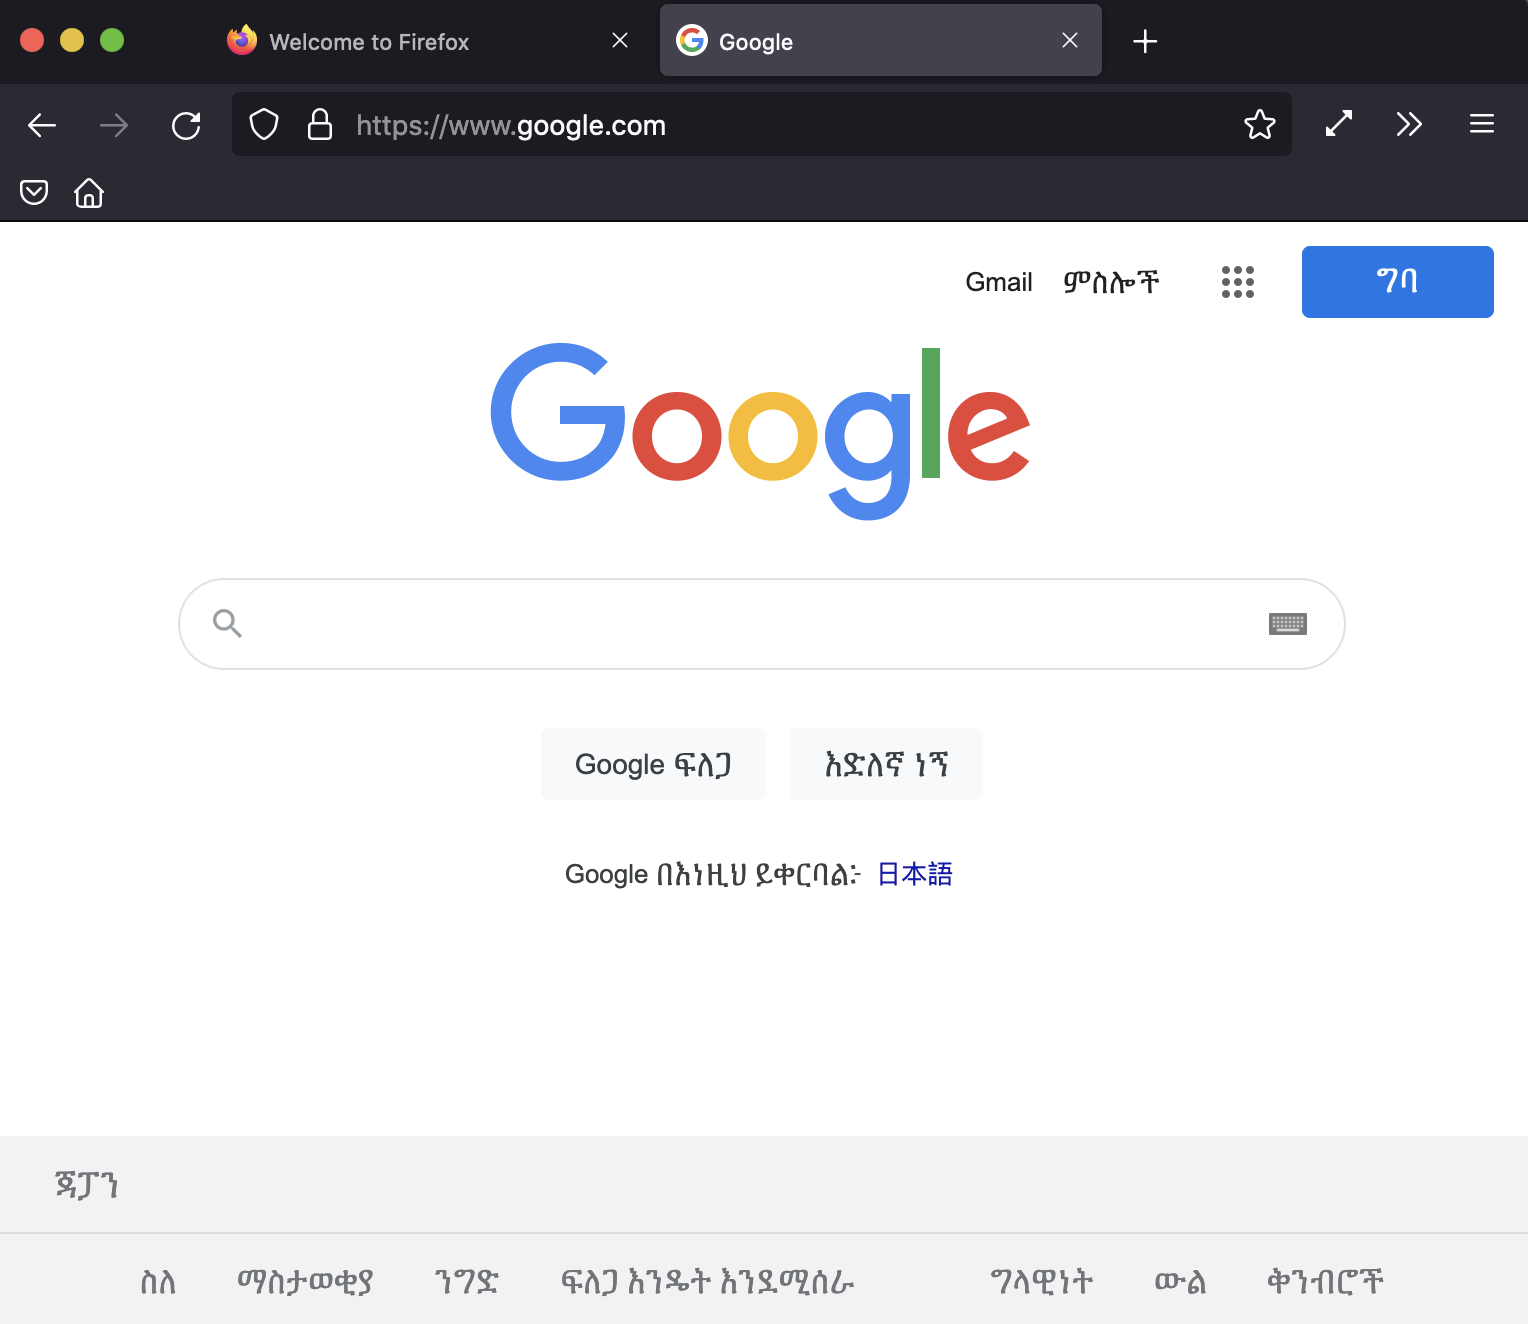 Welcome to Firefox
Google
https://www.google.com
Gmail ምስሎች ግባ
Google
Google ፍለጋ እድለኛ ነኝ
Google በእነዚህ ይቀርባል፦ 日本語
ጃፓን
ስለ ማስታወቂያ ንግድ ፍለጋ እንዴት እንደሚሰራ ግላዊነት ውል ቅንብሮች